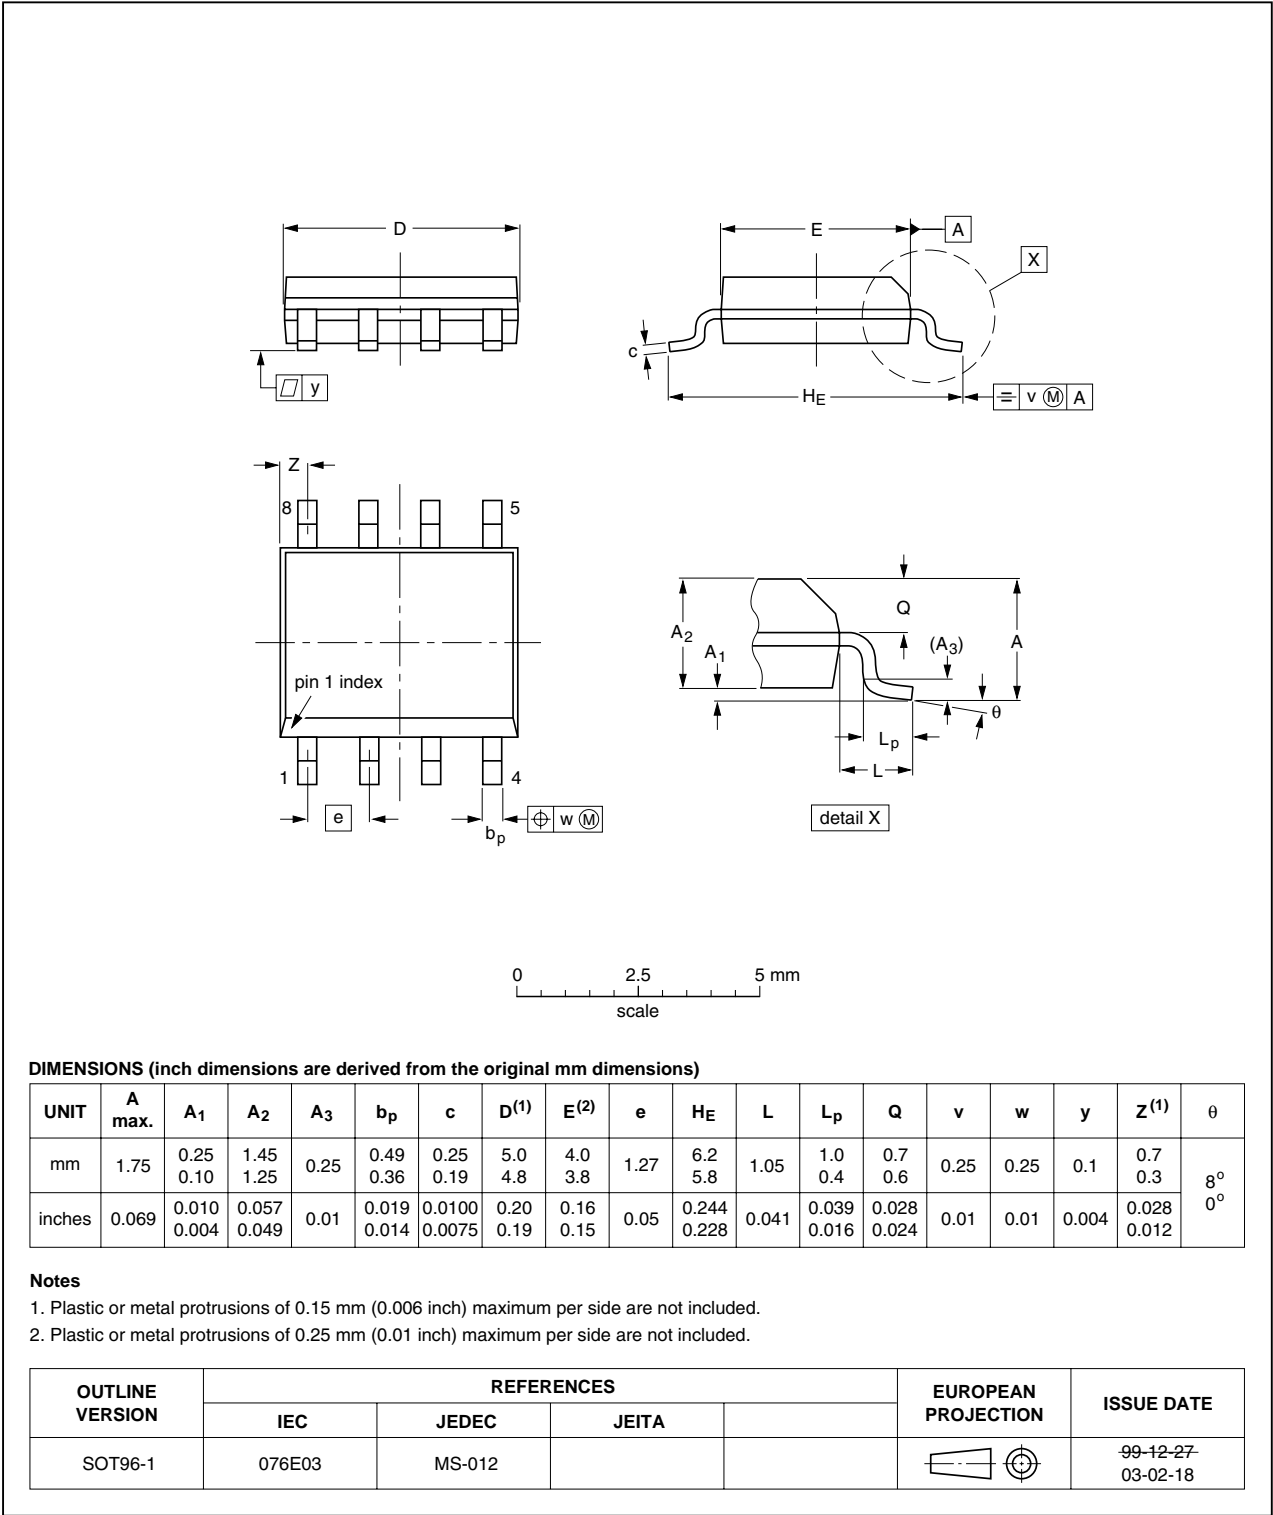 D
E
A
X
c
y
HE
v M A
Z
8
5
pin 1 index
1
4
e
bp
w M
A2
A1
Q
(A3)
A
θ
Lp
L
detail X
0 2.5 5 mm
scale
DIMENSIONS (inch dimensions are derived from the original mm dimensions)
UNIT A max. A1 A2 A3 bp c D(1) E(2) e HE L Lp Q v w y Z(1) θ
mm 1.75 0.25 0.10 1.45 1.25 0.25 0.49 0.36 0.25 0.19 5.0 4.8 4.0 3.8 1.27 6.2 5.8 1.05 1.0 0.4 0.7 0.6 0.25 0.25 0.1 0.7 0.3 8o 0o
inches 0.069 0.010 0.004 0.057 0.049 0.01 0.019 0.014 0.0100 0.0075 0.20 0.19 0.16 0.15 0.05 0.244 0.228 0.041 0.039 0.016 0.028 0.024 0.01 0.01 0.004 0.028 0.012
Notes
1. Plastic or metal protrusions of 0.15 mm (0.006 inch) maximum per side are not included.
2. Plastic or metal protrusions of 0.25 mm (0.01 inch) maximum per side are not included.
OUTLINE VERSION
REFERENCES
EUROPEAN PROJECTION
ISSUE DATE
IEC JEDEC JEITA
SOT96-1 076E03 MS-012
99-12-27
03-02-18